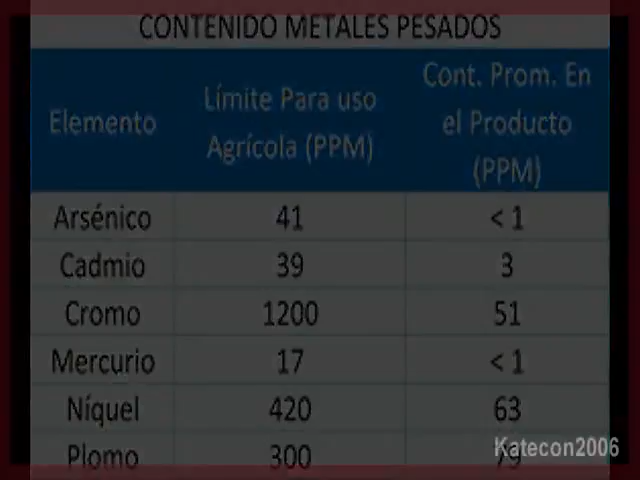 CONTENIDO METALES PESADOS
Elemento Límite Para uso Agrícola (PPM) Cont. Prom. En el Producto (PPM)
Arsénico 41 < 1
Cadmio 39 3
Cromo 1200 51
Mercurio 17 < 1
Níquel 420 63
Plomo 300
Katecon2006